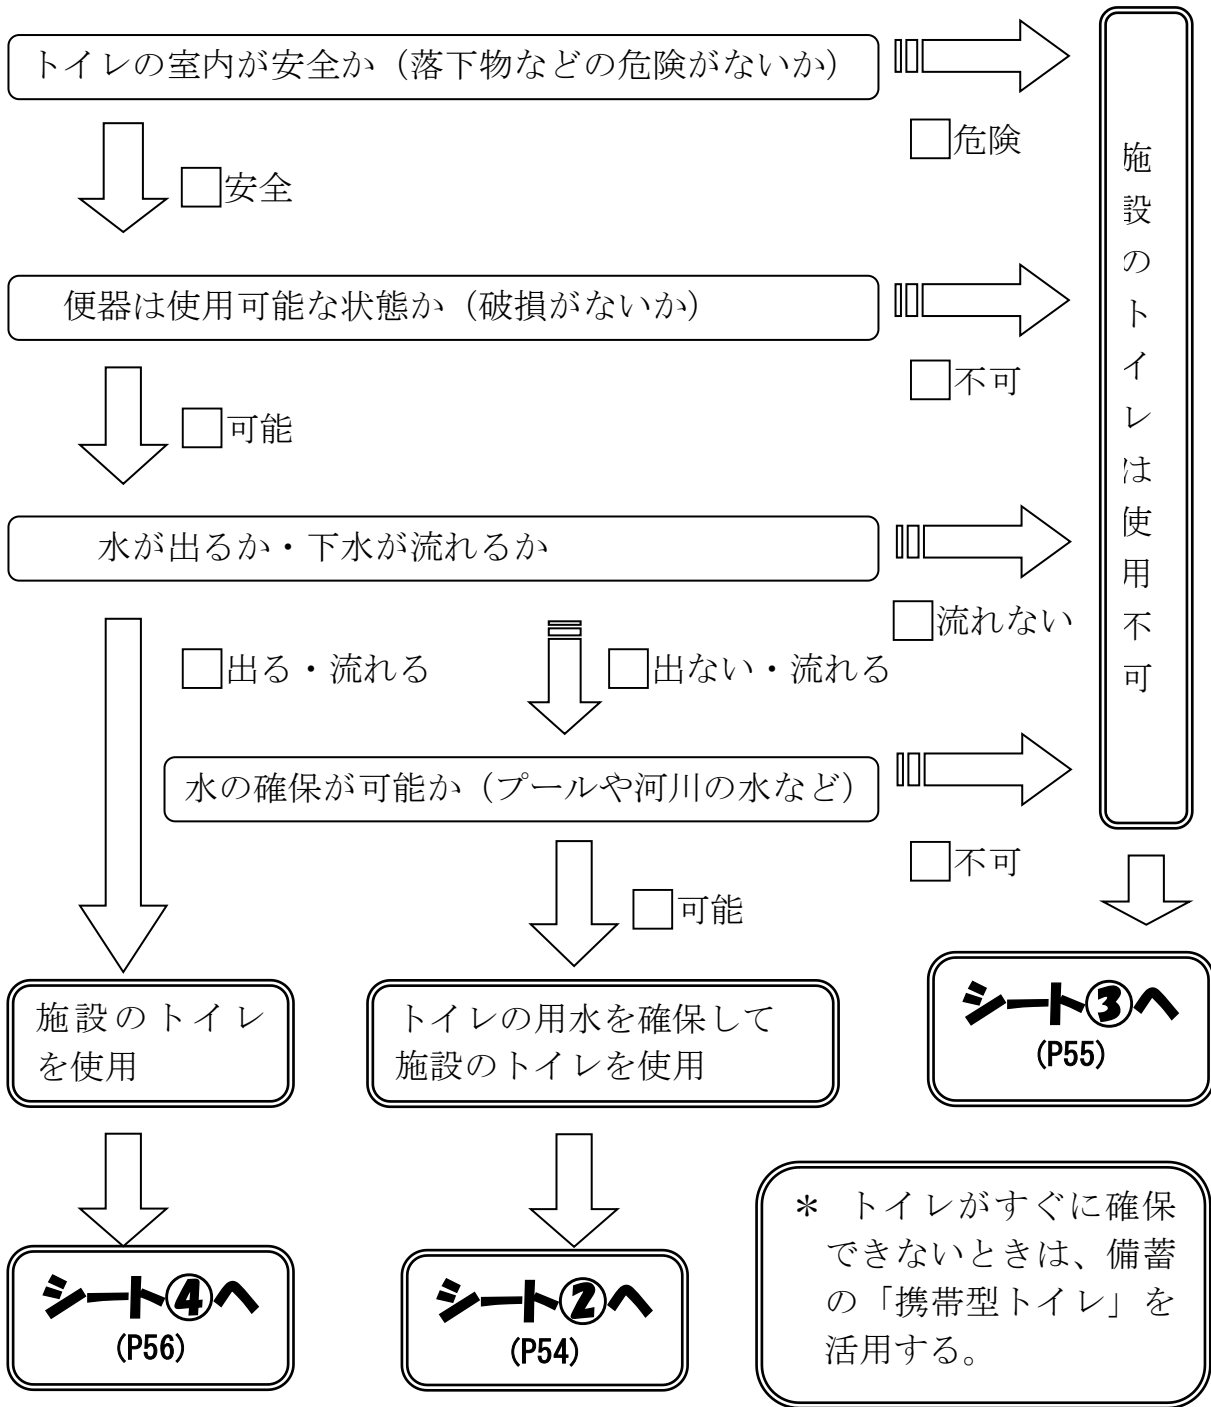 トイレの室内が安全か（落下物などの危険がないか）
危険
安全
便器は使用可能な状態か（破損がないか）
不可
可能
水が出るか・下水が流れるか
流れない
出る・流れる
出ない・流れる
水の確保が可能か（プールや河川の水など）
不可
可能
施設のトイレは使用不可
施設のトイレ
を使用
トイレの用水を確保して
施設のトイレを使用
シート③へ
(P55)
シート④へ
(P56)
シート②へ
(P54)
＊　トイレがすぐに確保
できないときは、備蓄
の「携帯型トイレ」を
活用する。